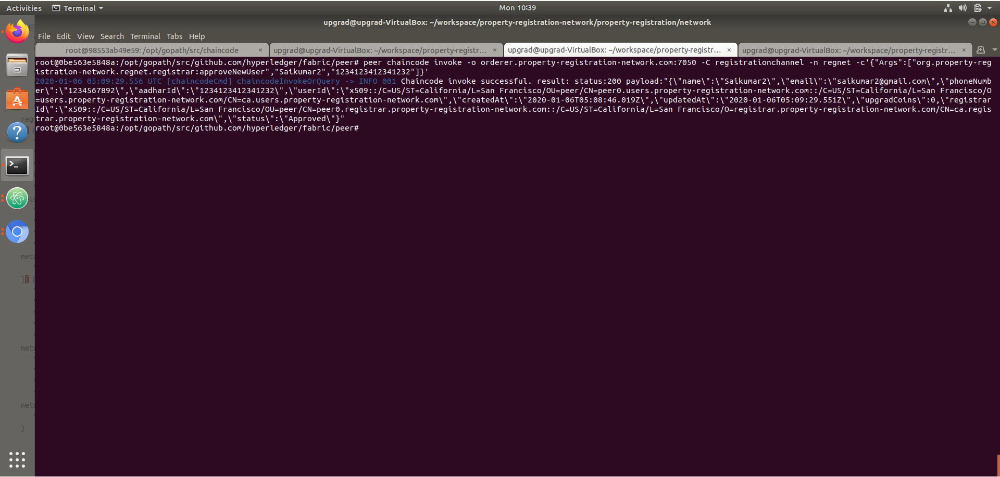 Activities Terminal Mon 10:39
upgrad@upgrad-VirtualBox: ~/workspace/property-registration-network/property-registration/network
File Edit View Search Terminal Tabs Help
root@98553ab49e59: /opt/gopath/src/chaincode × upgrad@upgrad-VirtualBox: ~/workspace/property-registr... × upgrad@upgrad-VirtualBox: ~/workspace/property-registr... × upgrad@upgrad-VirtualBox: ~/workspace/property-registr... ×
root@0be563e5848a:/opt/gopath/src/github.com/hyperledger/fabric/peer# peer chaincode invoke -o orderer.property-registration-network.com:7050 -C registrationchannel -n regnet -c'{"Args":["org.property-reg
istration-network.regnet.registrar:approveNewUser","Saikumar2","1234123412341232"]}'
2020-01-06 05:09:29.556 UTC [chaincodeCmd] chaincodeInvokeOrQuery -> INFO 001 Chaincode invoke successful. result: status:200 payload:"{\"name\":\"Saikumar2\",\"email\":\"saikumar2@gmail.com\",\"phoneNumb
er\":\"1234567892\",\"aadharId\":\"1234123412341232\",\"userId\":\"x509::/C=US/ST=California/L=San Francisco/OU=peer/CN=peer0.users.property-registration-network.com::/C=US/ST=California/L=San Francisco/O
=users.property-registration-network.com/CN=ca.users.property-registration-network.com\",\"createdAt\":\"2020-01-06T05:08:46.019Z\",\"updatedAt\":\"2020-01-06T05:09:29.551Z\",\"upgradCoins\":0,\"registrar
Id\":\"x509::/C=US/ST=California/L=San Francisco/OU=peer/CN=peer0.registrar.property-registration-network.com::/C=US/ST=California/L=San Francisco/O=registrar.property-registration-network.com/CN=ca.regis
trar.property-registration-network.com\",\"status\":\"Approved\"}"
root@0be563e5848a:/opt/gopath/src/github.com/hyperledger/fabric/peer#